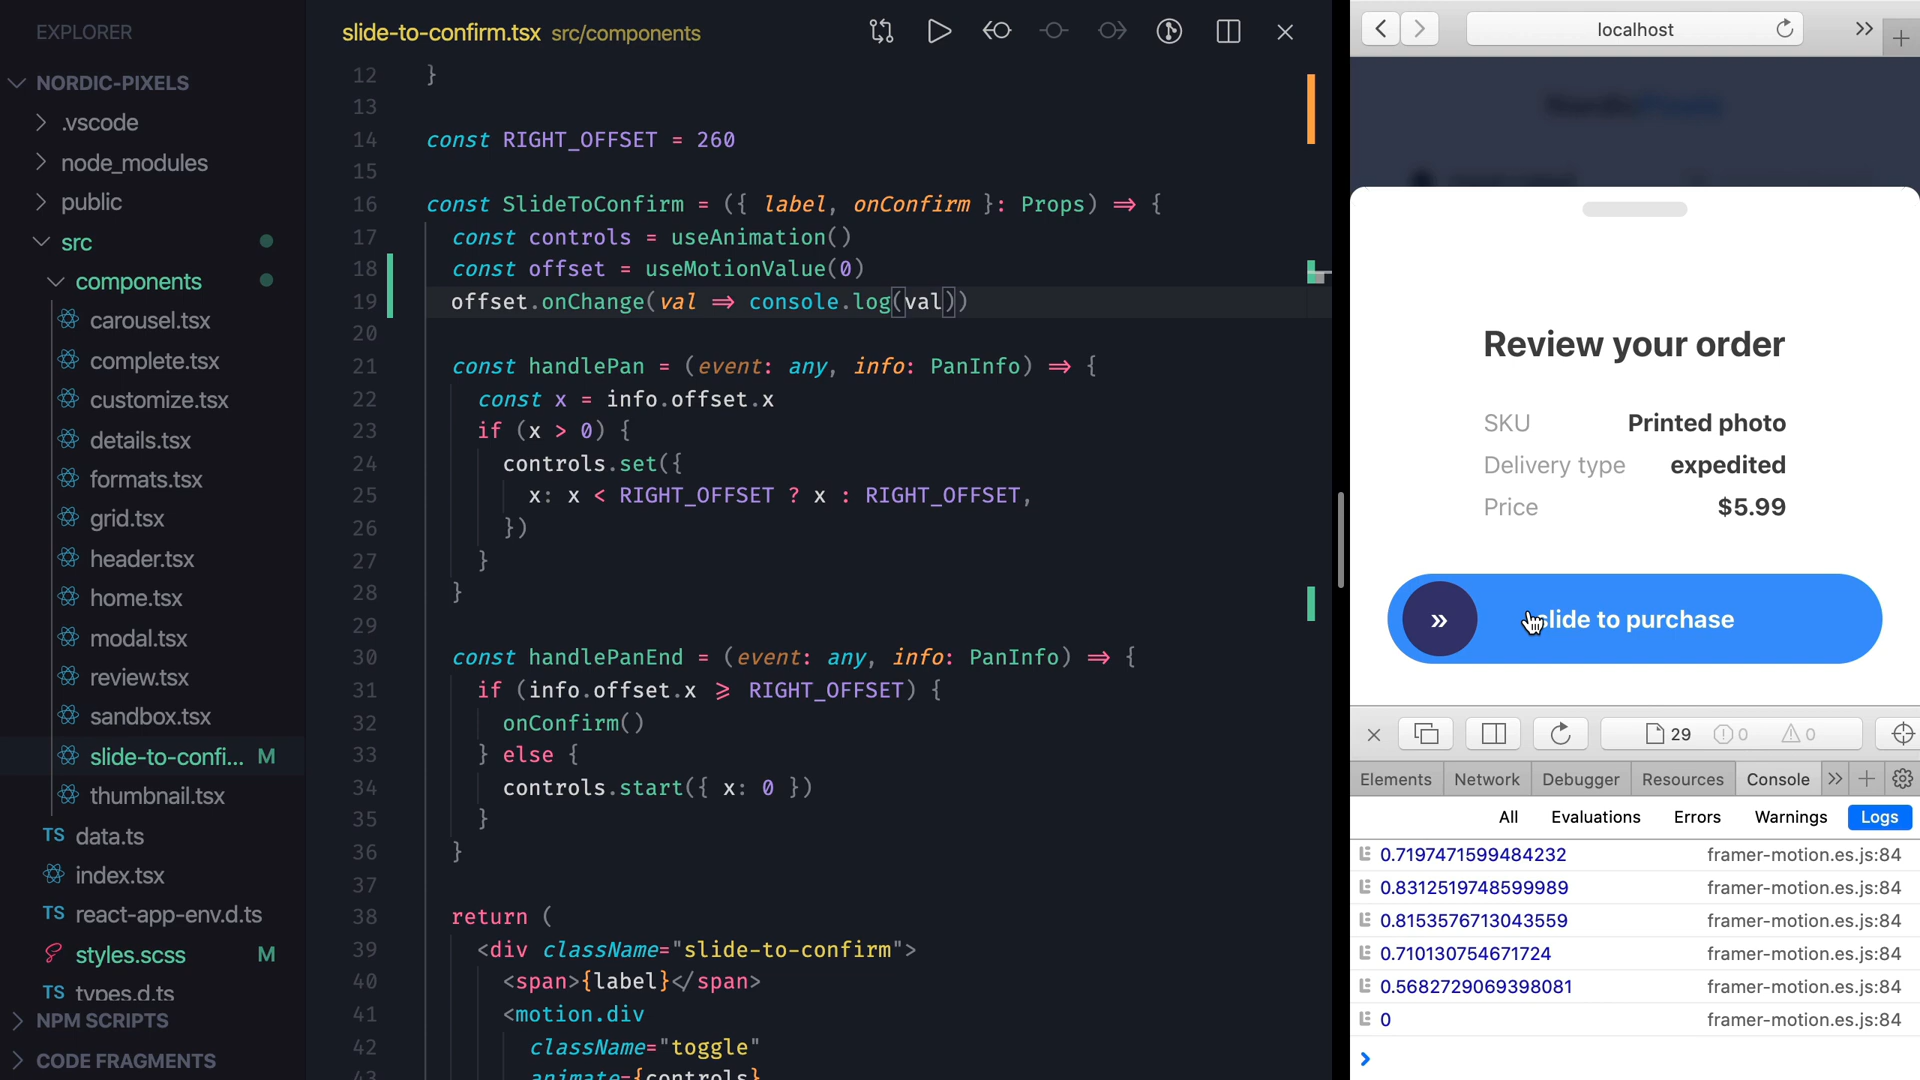 EXPLORER
NORDIC-PIXELS
.vscode
node_modules
public
src
components
carousel.tsx
complete.tsx
customize.tsx
details.tsx
formats.tsx
grid.tsx
header.tsx
home.tsx
modal.tsx
review.tsx
sandbox.tsx
slide-to-confi... M
thumbnail.tsx
TS data.ts
index.tsx
TS react-app-env.d.ts
styles.scss M
TS types.d.ts
NPM SCRIPTS
CODE FRAGMENTS
slide-to-confirm.tsx src/components
12 }
13
14 const RIGHT_OFFSET = 260
15
16 const SlideToConfirm = ({ label, onConfirm }: Props) => {
17 const controls = useAnimation()
18 const offset = useMotionValue(0)
19 offset.onChange(val => console.log(val))
20
21 const handlePan = (event: any, info: PanInfo) => {
22 const x = info.offset.x
23 if (x > 0) {
24 controls.set({
25 x: x < RIGHT_OFFSET ? x : RIGHT_OFFSET,
26 })
27 }
28 }
29
30 const handlePanEnd = (event: any, info: PanInfo) => {
31 if (info.offset.x >= RIGHT_OFFSET) {
32 onConfirm()
33 } else {
34 controls.start({ x: 0 })
35 }
36 }
37
38 return (
39 <div className="slide-to-confirm">
40 <span>{label}</span>
41 <motion.div
42 className="toggle"
43 animate={controls}
localhost
Review your order
SKU Printed photo
Delivery type expedited
Price $5.99
» slide to purchase
29 0 0
Elements Network Debugger Resources Console
All Evaluations Errors Warnings Logs
0.7197471599484232 framer-motion.es.js:84
0.8312519748599989 framer-motion.es.js:84
0.8153576713043559 framer-motion.es.js:84
0.710130754671724 framer-motion.es.js:84
0.5682729069398081 framer-motion.es.js:84
0 framer-motion.es.js:84